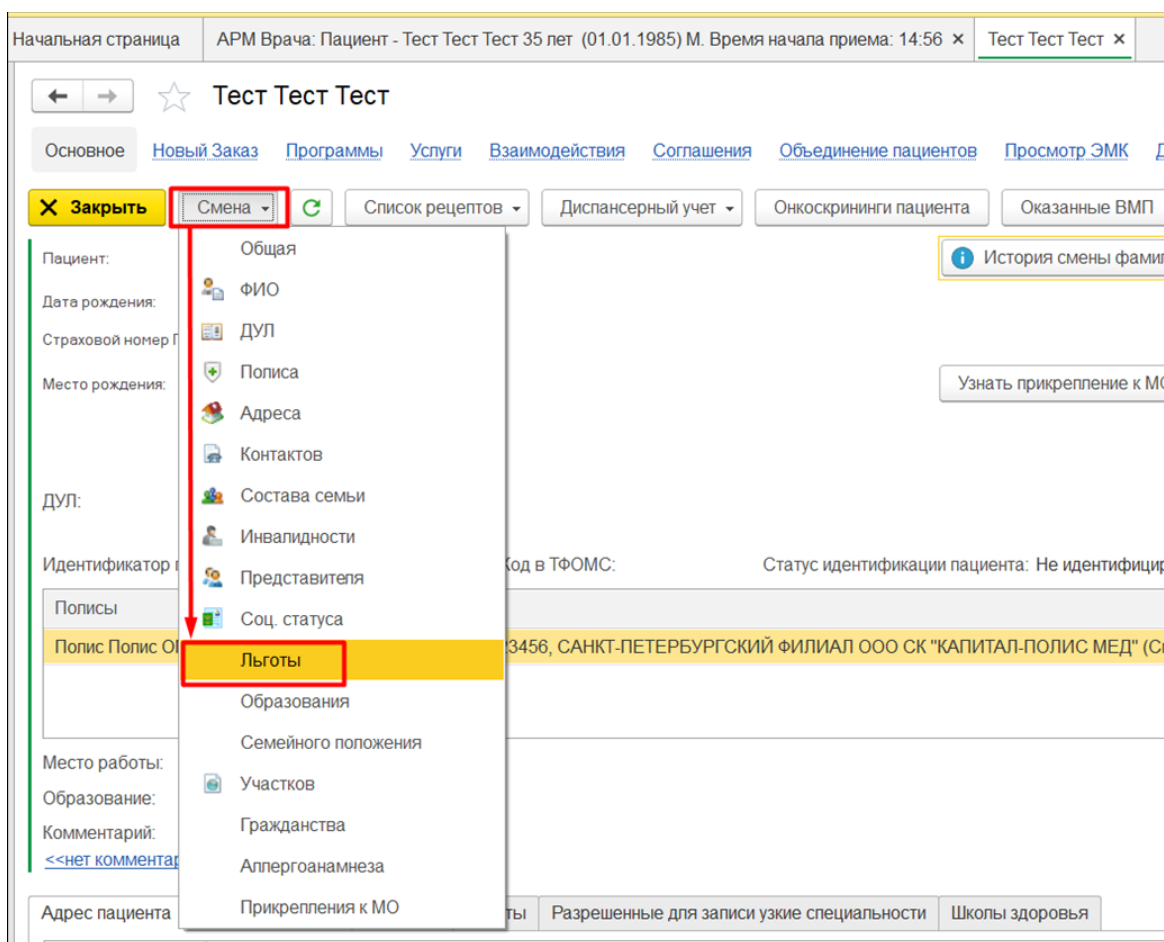 Начальная страница АРМ Врача: Пациент - Тест Тест Тест 35 лет (01.01.1985) М. Время начала приема: 14:56 × Тест Тест Тест ×
Тест Тест Тест
Основное Новый Заказ Программы Услуги Взаимодействия Соглашения Объединение пациентов Просмотр ЭМК
Закрыть Смена Список рецептов Диспансерный учет Онкоскрининги пациента Оказанные ВМП
Общая
Пациент: История смены
ФИО
Дата рождения:
ДУЛ
Страховой номер
Полиса
Место рождения: Узнать прикрепление к МО
Адреса
Контактов
Состава семьи
ДУЛ:
Инвалидности
Идентификатор Код в ТФОМС: Статус идентификации пациента: Не
Представителя
Полисы
Соц. статуса
Полис Полис 3456, САНКТ-ПЕТЕРБУРГСКИЙ ФИЛИАЛ ООО СК "КАПИТАЛ-ПОЛИС МЕД"
Льготы
Образования
Семейного положения
Место работы:
Участков
Образование:
Гражданства
Комментарий:
<<нет
Аллергоанамнеза
Прикрепления к МО
Адрес пациента Разрешенные для записи узкие специальности Школы здоровья